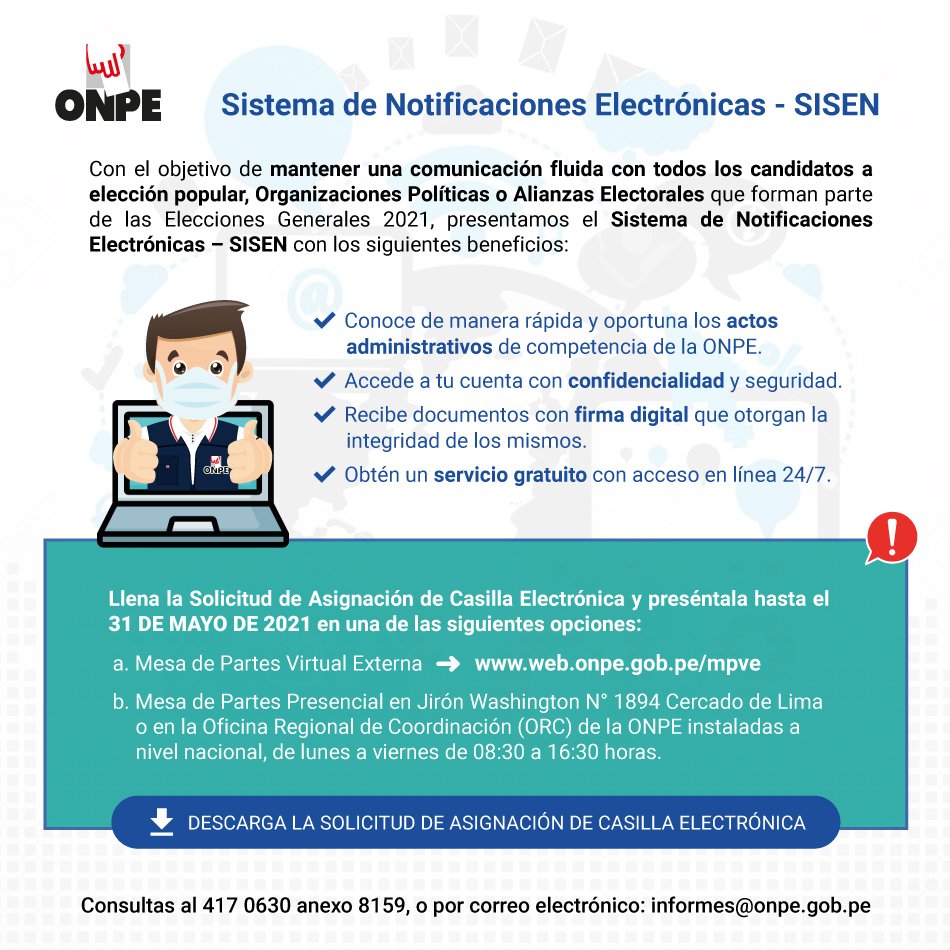 ONPE
Sistema de Notificaciones Electrónicas - SISEN
Con el objetivo de mantener una comunicación fluida con todos los candidatos a
elección popular, Organizaciones Políticas o Alianzas Electorales que forman parte
de las Elecciones Generales 2021, presentamos el Sistema de Notificaciones
Electrónicas – SISEN con los siguientes beneficios:
Conoce de manera rápida y oportuna los actos
administrativos de competencia de la ONPE.
Accede a tu cuenta con confidencialidad y seguridad.
Recibe documentos con firma digital que otorgan la
integridad de los mismos.
Obtén un servicio gratuito con acceso en línea 24/7.
ONPE
Llena la Solicitud de Asignación de Casilla Electrónica y preséntala hasta el
31 DE MAYO DE 2021 en una de las siguientes opciones:
a. Mesa de Partes Virtual Externa → www.web.onpe.gob.pe/mpve
b. Mesa de Partes Presencial en Jirón Washington N° 1894 Cercado de Lima
o en la Oficina Regional de Coordinación (ORC) de la ONPE instaladas a
nivel nacional, de lunes a viernes de 08:30 a 16:30 horas.
DESCARGA LA SOLICITUD DE ASIGNACIÓN DE CASILLA ELECTRÓNICA
Consultas al 417 0630 anexo 8159, o por correo electrónico: informes@onpe.gob.pe